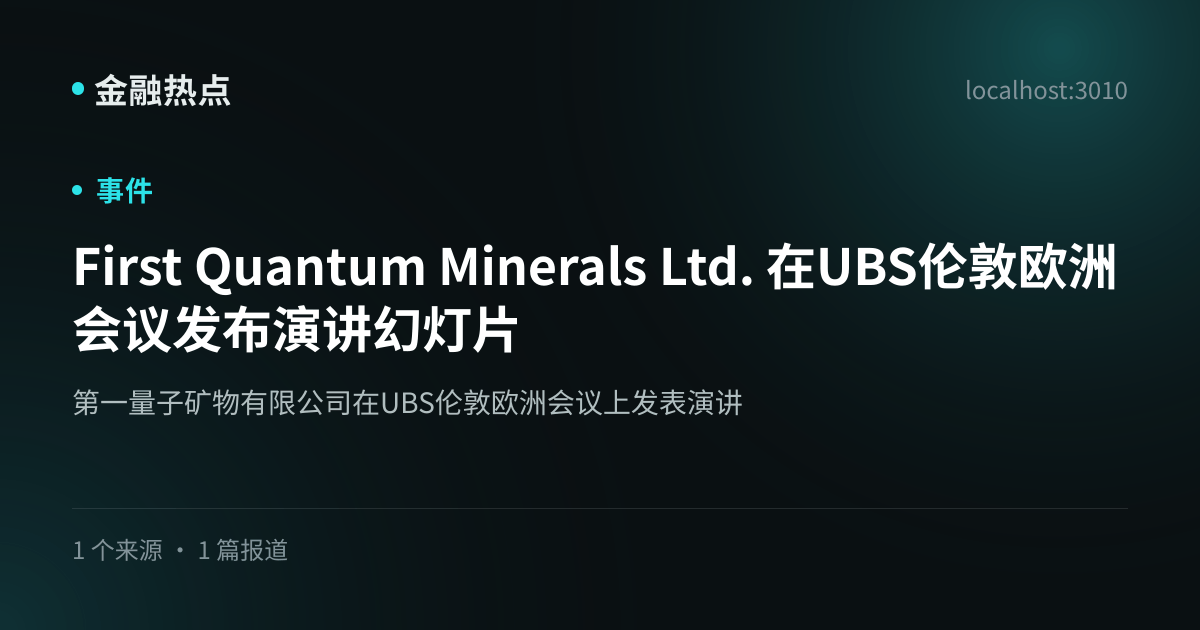 金融热点
localhost:3010
事件
First Quantum Minerals Ltd. 在UBS伦敦欧洲
会议发布演讲幻灯片
第一量子矿物有限公司在UBS伦敦欧洲会议上发表演讲
1 个来源 · 1 篇报道